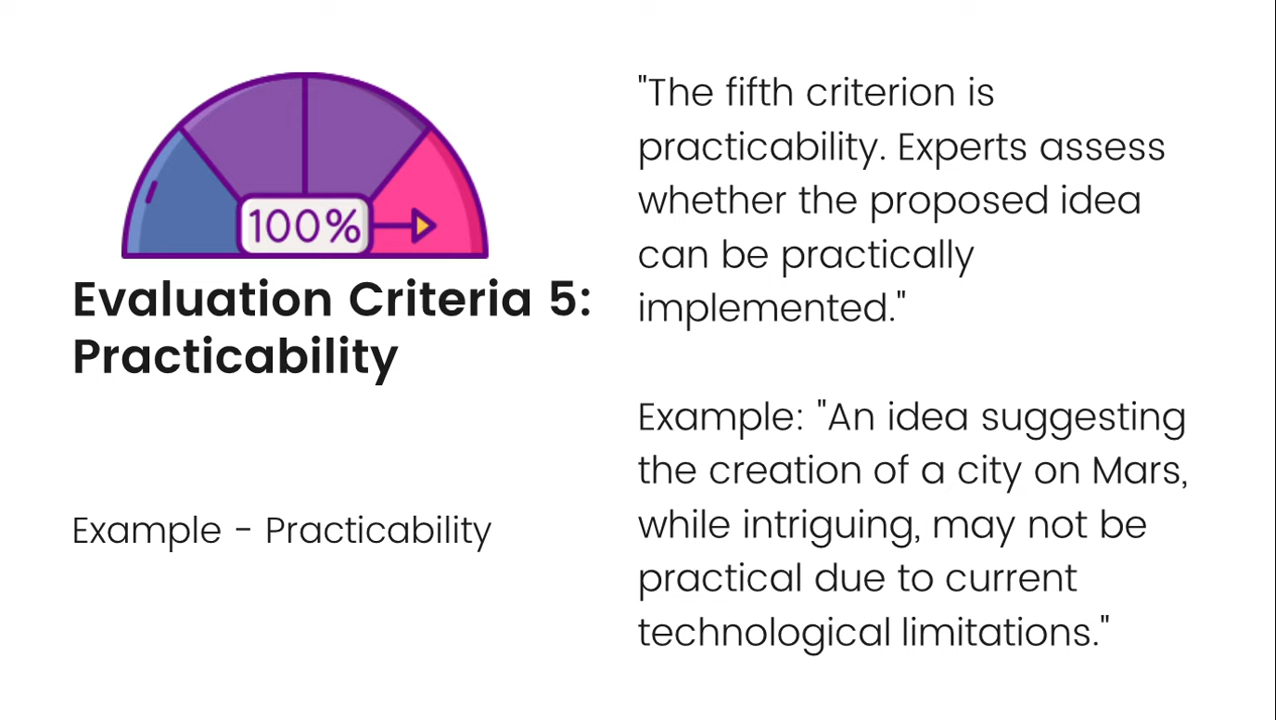 100%
Evaluation Criteria 5:
Practicability
Example - Practicability
"The fifth criterion is
practicability. Experts assess
whether the proposed idea
can be practically
implemented."
Example: "An idea suggesting
the creation of a city on Mars,
while intriguing, may not be
practical due to current
technological limitations."